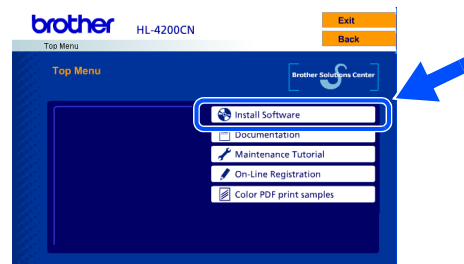 brother HL-4200CN
Exit
Back
Top Menu
Top Menu
Brother Solutions Center
Install Software
Documentation
Maintenance Tutorial
On-Line Registration
Color PDF print samples